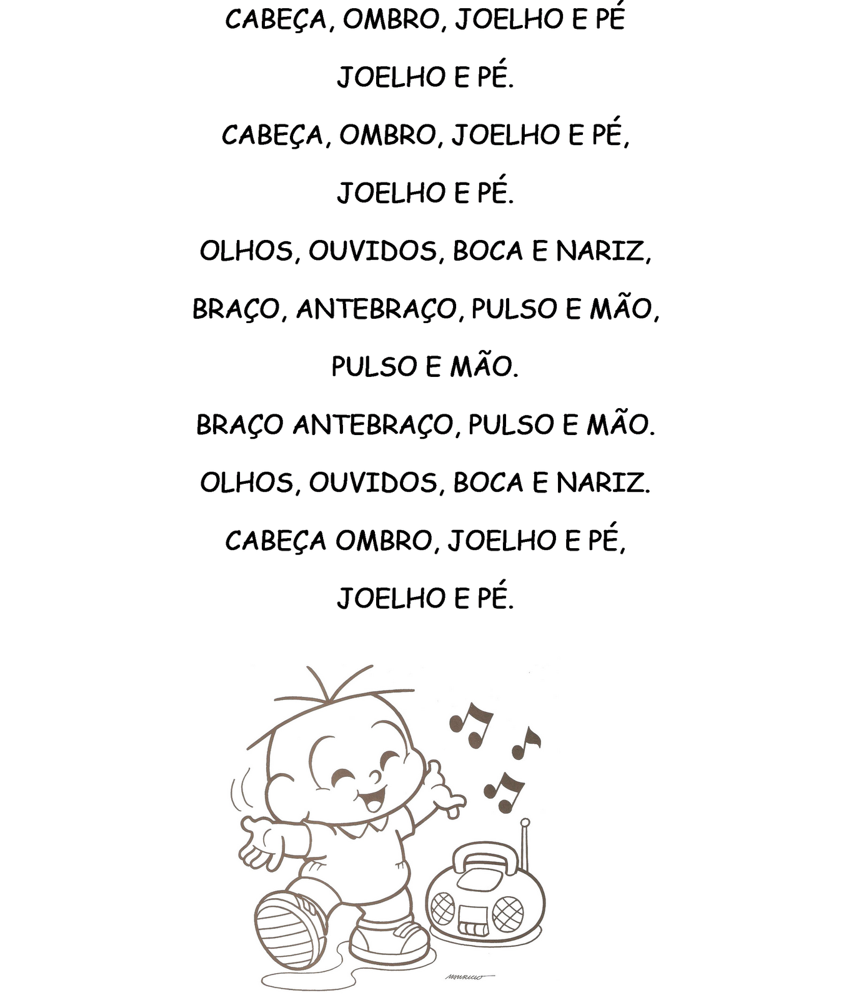 CABEÇA, OMBRO, JOELHO E PÉ
JOELHO E PÉ.
CABEÇA, OMBRO, JOELHO E PÉ,
JOELHO E PÉ.
OLHOS, OUVIDOS, BOCA E NARIZ,
BRAÇO, ANTEBRAÇO, PULSO E MÃO,
PULSO E MÃO.
BRAÇO ANTEBRAÇO, PULSO E MÃO.
OLHOS, OUVIDOS, BOCA E NARIZ.
CABEÇA OMBRO, JOELHO E PÉ,
JOELHO E PÉ.
MAURICIO